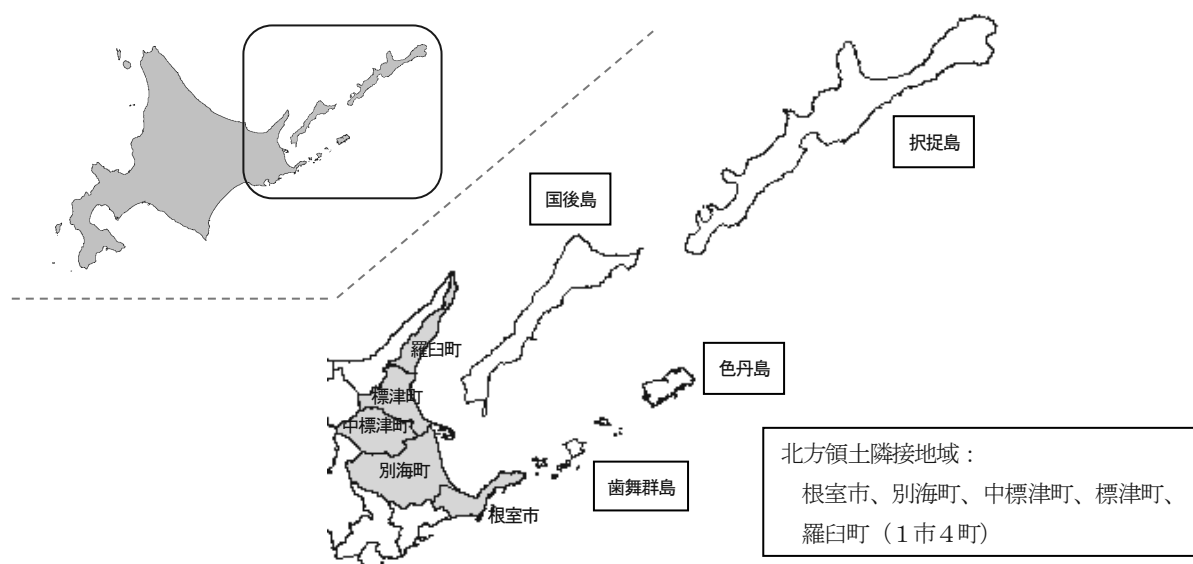 択捉島
国後島
羅臼町
色丹島
標津町
中標津町
別海町
歯舞群島
根室市
北方領土隣接地域：
根室市、別海町、中標津町、標津町、
羅臼町（１市４町）